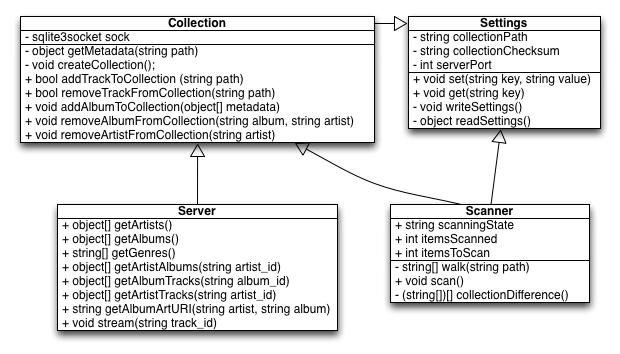 Collection
- sqlite3socket sock
- object getMetadata(string path)
- void createCollection();
+ bool addTrackToCollection (string path)
+ bool removeTrackFromCollection(string path)
+ void addAlbumToCollection(object[] metadata)
+ void removeAlbumFromCollection(string album, string artist)
+ void removeArtistFromCollection(string artist)
Settings
- string collectionPath
- string collectionChecksum
- int serverPort
+ void set(string key, string value)
+ void get(string key)
- void writeSettings()
- object readSettings()
Server
+ object[] getArtists()
+ object[] getAlbums()
+ string[] getGenres()
+ object[] getArtistAlbums(string artist_id)
+ object[] getAlbumTracks(string album_id)
+ object[] getArtistTracks(string artist_id)
+ string getAlbumArtURI(string artist, string album)
+ void stream(string track_id)
Scanner
+ string scanningState
+ int itemsScanned
+ int itemsToScan
- string[] walk(string path)
+ void scan()
- (string[])[] collectionDifference()